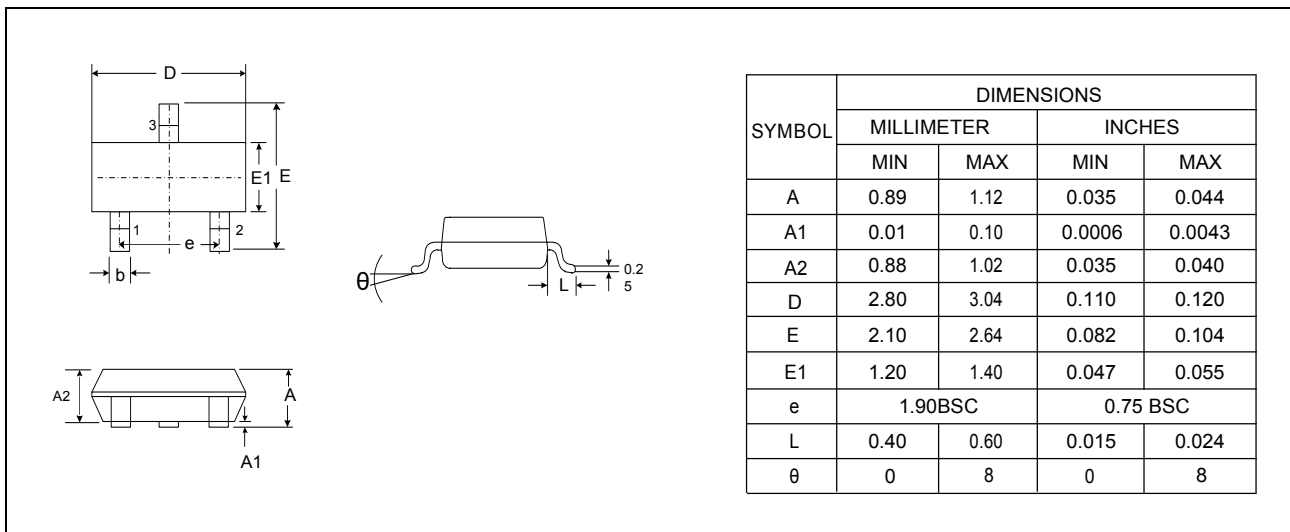 D
3
E1
E
1
2
e
b
θ
L
0.2
5
A2
A
A1
DIMENSIONS
SYMBOL MILLIMETER INCHES
MIN MAX MIN MAX
A 0.89 1.12 0.035 0.044
A1 0.01 0.10 0.0006 0.0043
A2 0.88 1.02 0.035 0.040
D 2.80 3.04 0.110 0.120
E 2.10 2.64 0.082 0.104
E1 1.20 1.40 0.047 0.055
e 1.90BSC 0.75 BSC
L 0.40 0.60 0.015 0.024
θ 0 8 0 8